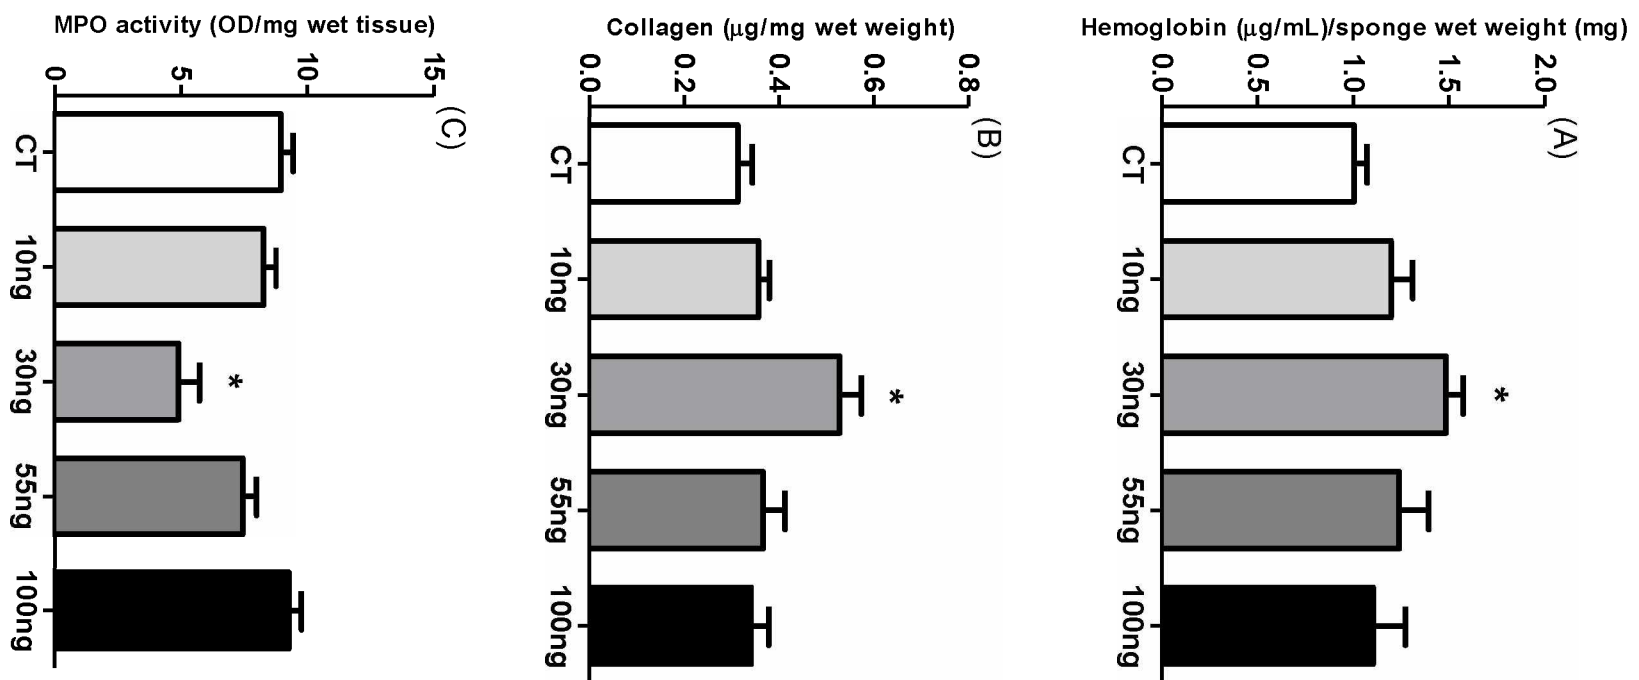 (A)
Hemoglobin (μg/mL)/sponge wet weight (mg)
2.0
1.5
1.0
0.5
0.0
*
CT
10ng
30ng
55ng
100ng
(B)
Collagen (μg/mg wet weight)
0.8
0.6
0.4
0.2
0.0
*
CT
10ng
30ng
55ng
100ng
(C)
MPO activity (OD/mg wet tissue)
15
10
5
0
*
CT
10ng
30ng
55ng
100ng